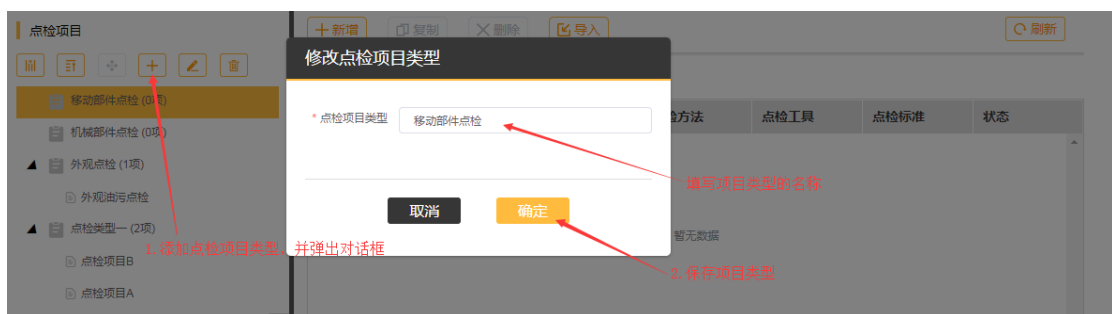 点检项目
新增
复制
删除
导入
刷新
移动部件点检 (0项)
机械部件点检 (0项)
外观点检 (1项)
外观油污点检
点检类型一 (2项)
点检项目B
点检项目A
修改点检项目类型
* 点检项目类型
移动部件点检
取消
确定
检方法
点检工具
点检标准
状态
暂无数据
填写项目类型的名称
1. 添加点检项目类型，并弹出对话框
2. 保存项目类型